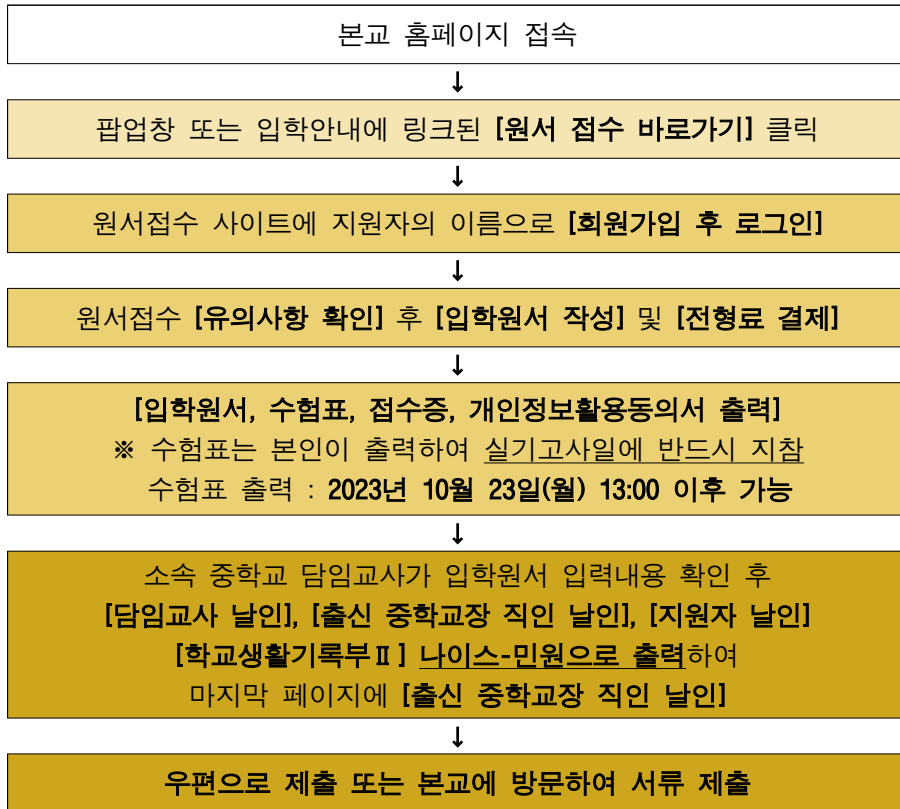 본교 홈페이지 접속
↓
팝업창 또는 입학안내에 링크된 [원서 접수 바로가기] 클릭
↓
원서접수 사이트에 지원자의 이름으로 [회원가입 후 로그인]
↓
원서접수 [유의사항 확인] 후 [입학원서 작성] 및 [전형료 결제]
↓
[입학원서, 수험표, 접수증, 개인정보활용동의서 출력]
※ 수험표는 본인이 출력하여 실기고사일에 반드시 지참
수험표 출력 : 2023년 10월 23일(월) 13:00 이후 가능
↓
소속 중학교 담임교사가 입학원서 입력내용 확인 후
[담임교사 날인], [출신 중학교장 직인 날인], [지원자 날인]
[학교생활기록부Ⅱ] 나이스-민원으로 출력하여
마지막 페이지에 [출신 중학교장 직인 날인]
↓
우편으로 제출 또는 본교에 방문하여 서류 제출